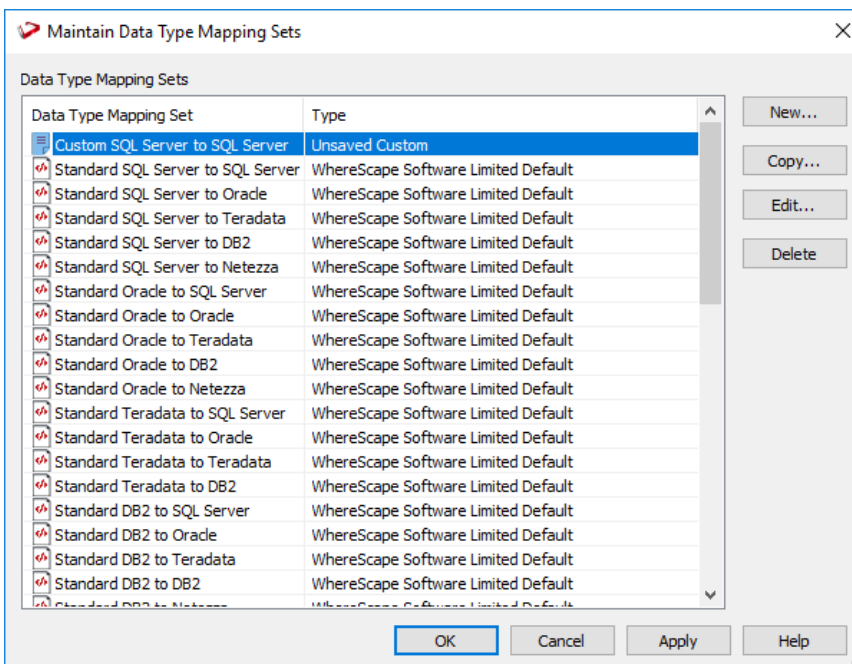 Maintain Data Type Mapping Sets
Data Type Mapping Sets
Data Type Mapping Set Type
Custom SQL Server to SQL Server Unsaved Custom
Standard SQL Server to SQL Server WhereScape Software Limited Default
Standard SQL Server to Oracle WhereScape Software Limited Default
Standard SQL Server to Teradata WhereScape Software Limited Default
Standard SQL Server to DB2 WhereScape Software Limited Default
Standard SQL Server to Netezza WhereScape Software Limited Default
Standard Oracle to SQL Server WhereScape Software Limited Default
Standard Oracle to Oracle WhereScape Software Limited Default
Standard Oracle to Teradata WhereScape Software Limited Default
Standard Oracle to DB2 WhereScape Software Limited Default
Standard Oracle to Netezza WhereScape Software Limited Default
Standard Teradata to SQL Server WhereScape Software Limited Default
Standard Teradata to Oracle WhereScape Software Limited Default
Standard Teradata to Teradata WhereScape Software Limited Default
Standard Teradata to DB2 WhereScape Software Limited Default
Standard DB2 to SQL Server WhereScape Software Limited Default
Standard DB2 to Oracle WhereScape Software Limited Default
Standard DB2 to Teradata WhereScape Software Limited Default
Standard DB2 to DB2 WhereScape Software Limited Default
Standard DB2 to Netezza WhereScape Software Limited Default
New...
Copy...
Edit...
Delete
OK Cancel Apply Help